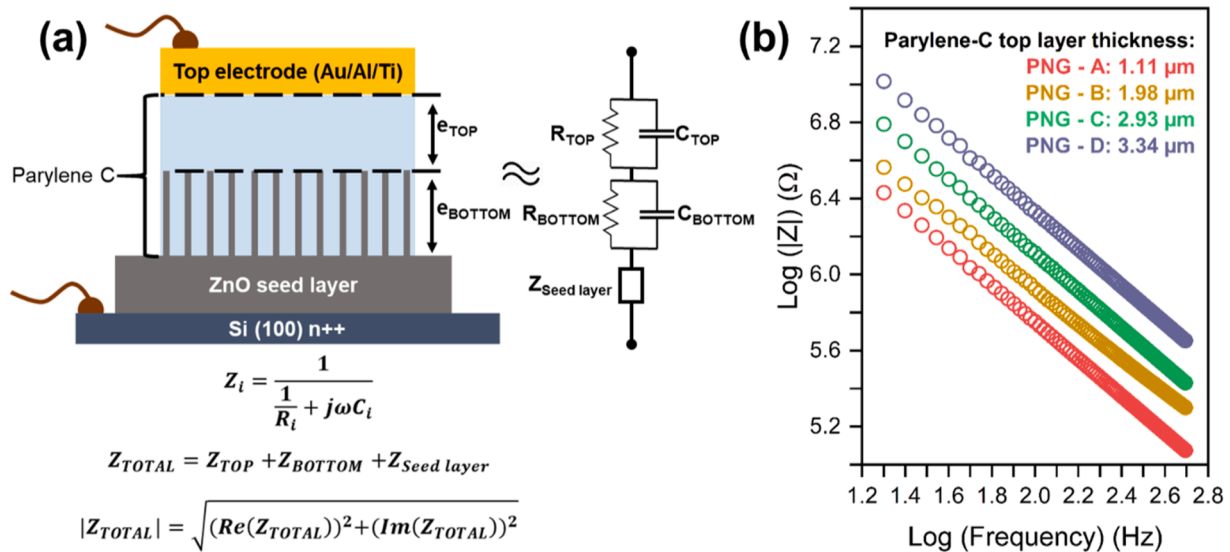 (a)
Top electrode (Au/Al/Ti)
Parylene C
e_TOP
e_BOTTOM
ZnO seed layer
Si (100) n++
≈
R_TOP
C_TOP
R_BOTTOM
C_BOTTOM
Z_Seed layer
Z_i = 1 / (1/R_i + jωC_i)
Z_TOTAL = Z_TOP +Z_BOTTOM +Z_Seed layer
|Z_TOTAL| = √((Re(Z_TOTAL))²+(Im(Z_TOTAL))²)
(b)
Parylene-C top layer thickness:
PNG - A: 1.11 µm
PNG - B: 1.98 µm
PNG - C: 2.93 µm
PNG - D: 3.34 µm
Log (|Z|) (Ω)
7.2
6.8
6.4
6.0
5.6
5.2
1.2 1.4 1.6 1.8 2.0 2.2 2.4 2.6 2.8
Log (Frequency) (Hz)